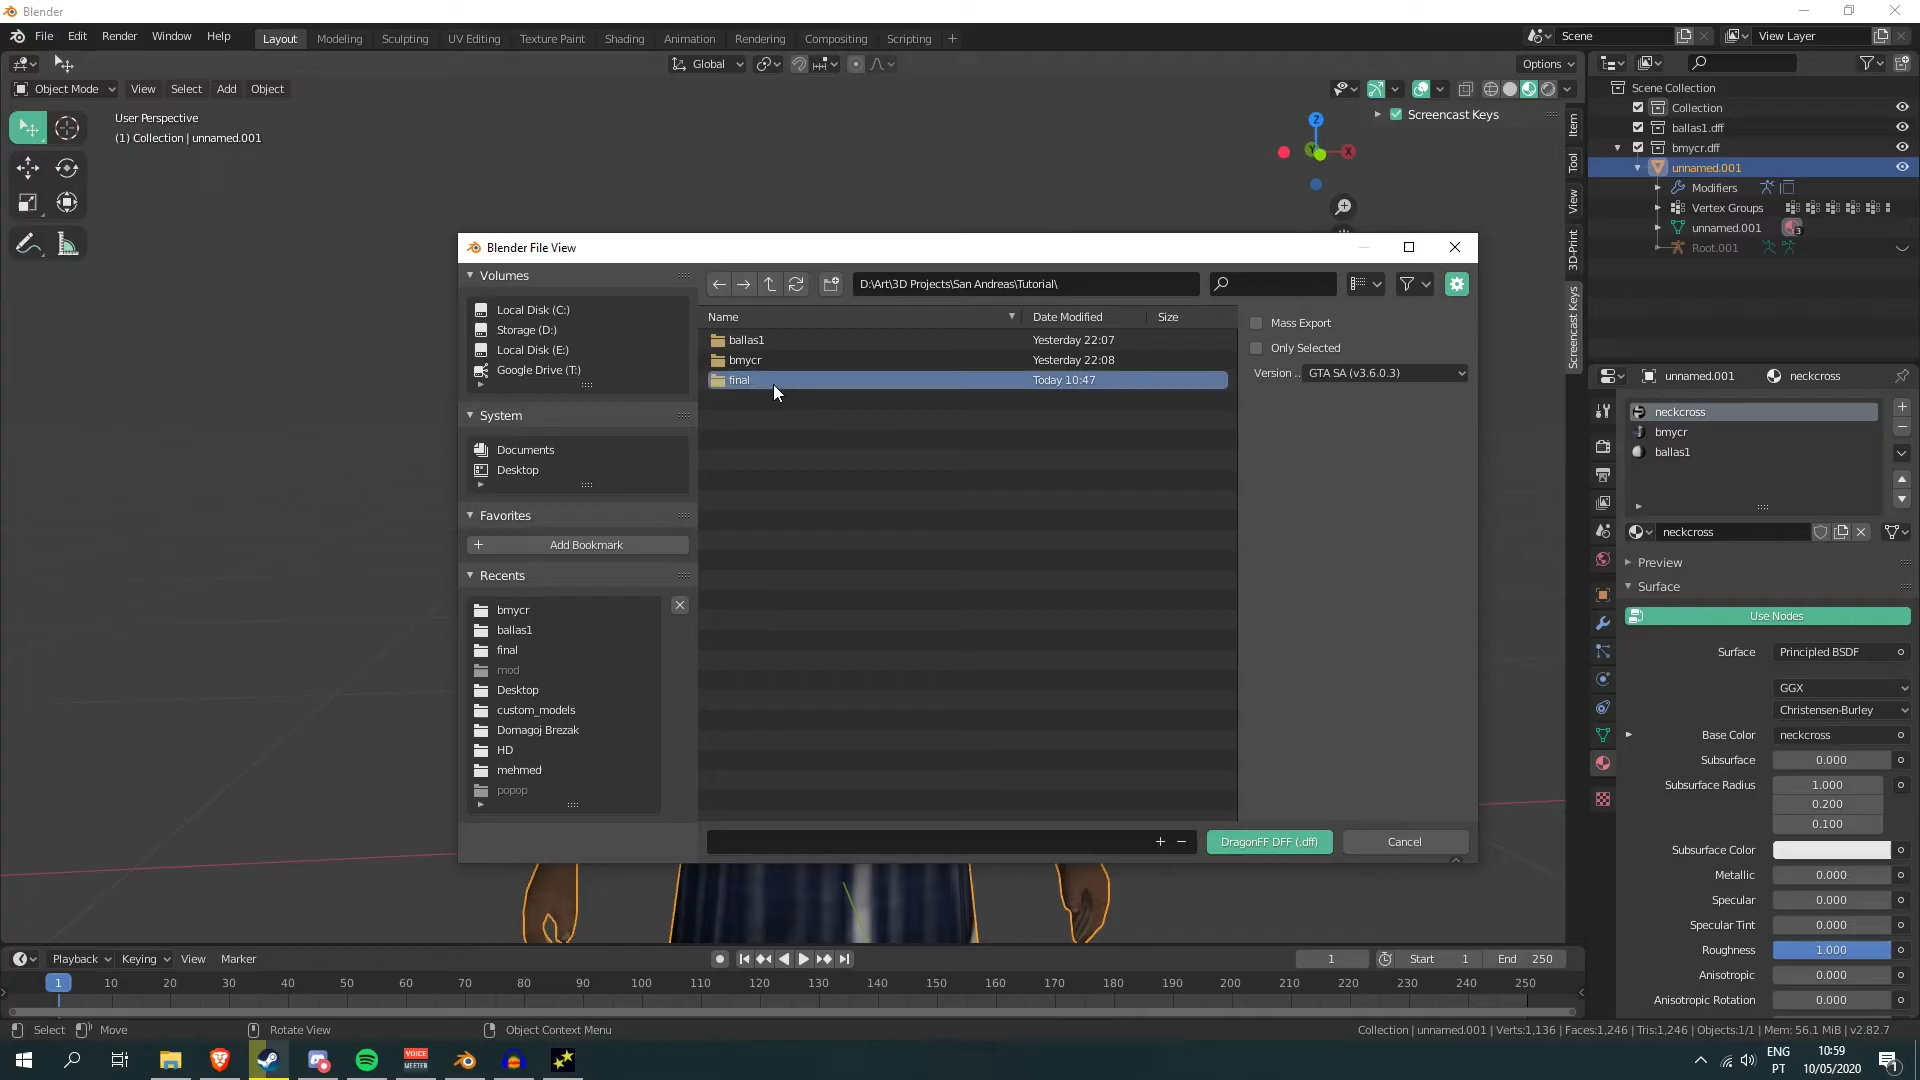 Blender
File Edit Render Window Help Layout Modeling Sculpting UV Editing Texture Paint Shading Animation Rendering Compositing Scripting + Scene View Layer
Global Options
Object Mode View Select Add Object
User Perspective
(1) Collection | unnamed.001
Z
Y X
Screencast Keys
Item
Tool
View
3D-Print
Screencast Keys
Scene Collection
Collection
ballas1.dff
bmycr.dff
unnamed.001
Modifiers
Vertex Groups
unnamed.001 3
Root.001
Blender File View
Volumes
Local Disk (C:)
Storage (D:)
Local Disk (E:)
Google Drive (T:)
System
Documents
Desktop
Favorites
+ Add Bookmark
Recents
bmycr
ballas1
final
mod
Desktop
custom_models
Domagoj Brezak
HD
mehmed
popop
D:\Art\3D Projects\San Andreas\Tutorial\
Name Date Modified Size
ballas1 Yesterday 22:07
bmycr Yesterday 22:08
final Today 10:47
Mass Export
Only Selected
Version .. GTA SA (v3.6.0.3)
DragonFF DFF (.dff) Cancel
unnamed.001 neckcross
neckcross
bmycr
ballas1
neckcross
Preview
Surface
Use Nodes
Surface Principled BSDF
GGX
Christensen-Burley
Base Color neckcross
Subsurface 0.000
Subsurface Radius 1.000
0.200
0.100
Subsurface Color
Metallic 0.000
Specular 0.000
Specular Tint 0.000
Roughness 1.000
Anisotropic 0.000
Anisotropic Rotation 0.000
Playback Keying View Marker 1 Start 1 End 250
1 10 20 30 40 50 60 70 80 90 100 110 120 130 140 150 160 170 180 190 200 210 220 230 240 250
Select Move Rotate View Object Context Menu Collection | unnamed.001 | Verts:1,136 | Faces:1,246 | Tris:1,246 | Objects:1/1 | Mem: 56.1 MiB | v2.82.7
VOICE
MEETER
ENG
PT
10:59
10/05/2020
1